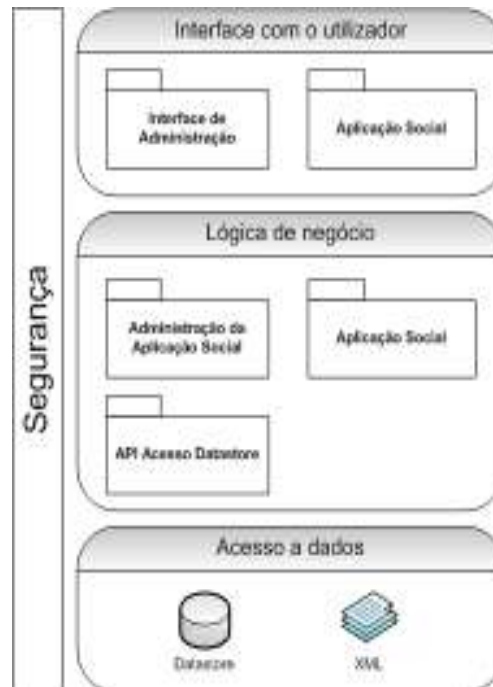 Segurança
Interface com o utilizador
Interface de
Administração
Aplicação Social
Lógica de negócio
Administração da
Aplicação Social
Aplicação Social
API Acesso Datastore
Acesso a dados
Datastore
XML